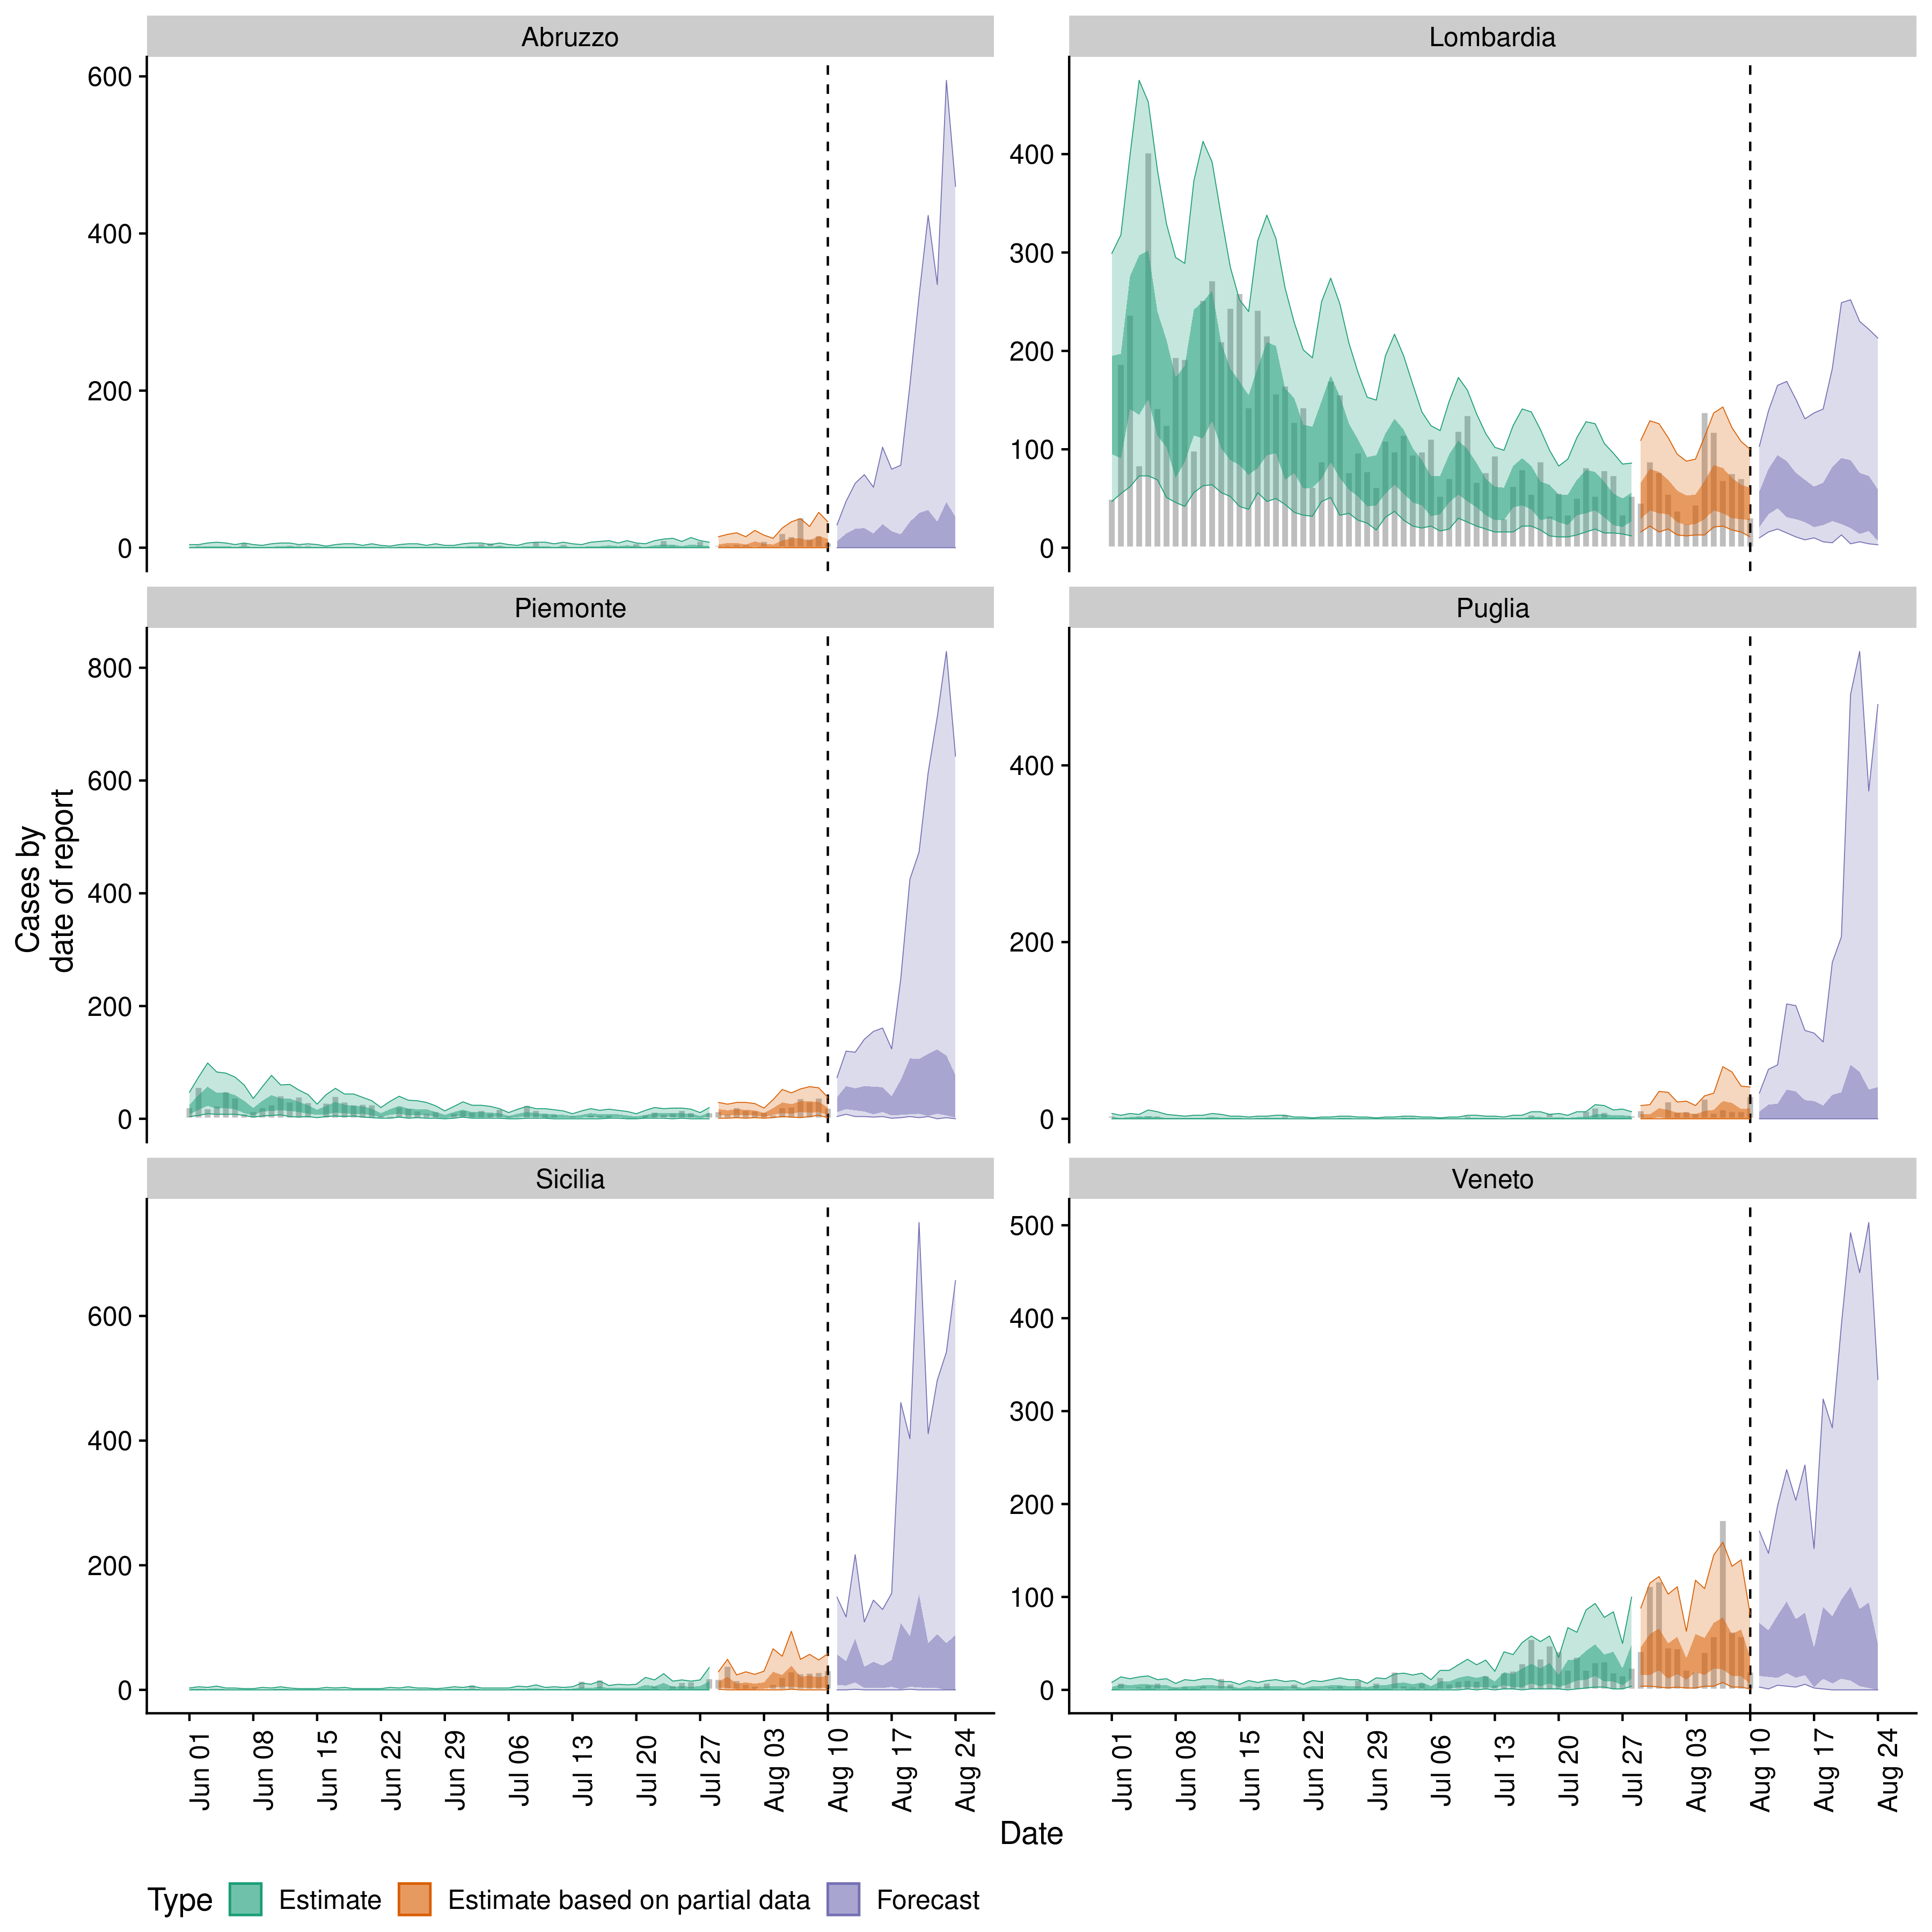 Abruzzo
Lombardia
600
400
200
0
400
300
200
100
0
Piemonte
Puglia
800
600
400
200
0
400
200
0
Cases by
date of report
Sicilia
Veneto
600
400
200
0
500
400
300
200
100
0
Jun 01
Jun 08
Jun 15
Jun 22
Jun 29
Jul 06
Jul 13
Jul 20
Jul 27
Aug 03
Aug 10
Aug 17
Aug 24
Jun 01
Jun 08
Jun 15
Jun 22
Jun 29
Jul 06
Jul 13
Jul 20
Jul 27
Aug 03
Aug 10
Aug 17
Aug 24
Date
Type Estimate Estimate based on partial data Forecast